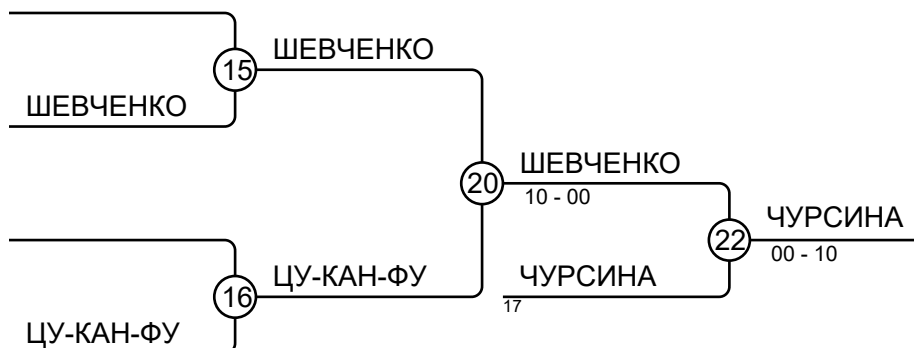 ШЕВЧЕНКО
15
ШЕВЧЕНКО
ШЕВЧЕНКО
20
10 - 00
ЧУРСИНА
22
00 - 10
ЦУ-КАН-ФУ
ЧУРСИНА
16
17
ЦУ-КАН-ФУ